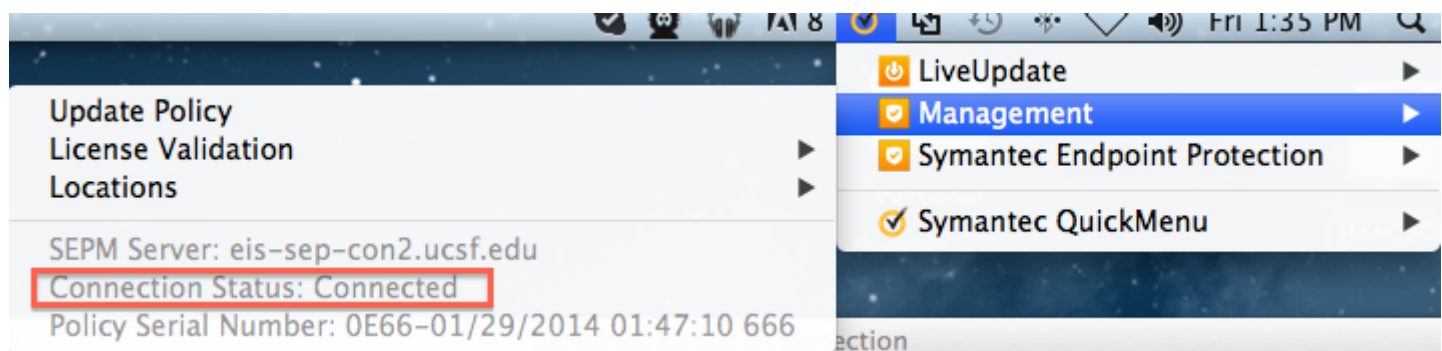 8 Fri 1:35 PM
LiveUpdate
Management
Symantec Endpoint Protection
Symantec QuickMenu
Update Policy
License Validation
Locations
SEPM Server: eis-sep-con2.ucsf.edu
Connection Status: Connected
Policy Serial Number: 0E66-01/29/2014 01:47:10 666
ection